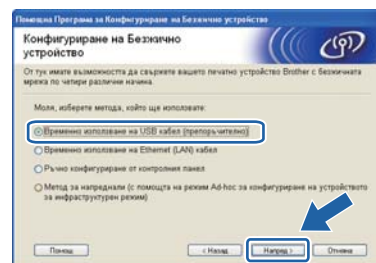 Помощна Програма за Конфигуриране на Безжично устройство
Конфигуриране на Безжично
устройство
От тук имате възможността да свържете вашето печатно устройство Brother с безжичната
мрежа по четири различни начина.
Моля, изберете метода, който ще използвате:
Временно използване на USB кабел (препоръчително)
Временно използване на Ethernet (LAN) кабел
Ръчно конфигуриране от контролния панел
Метод за напреднали (с помощта на режим Ad-hoc за конфигуриране на устройството
за инфраструктурен режим)
Помощ
< Назад
Напред >
Отмяна